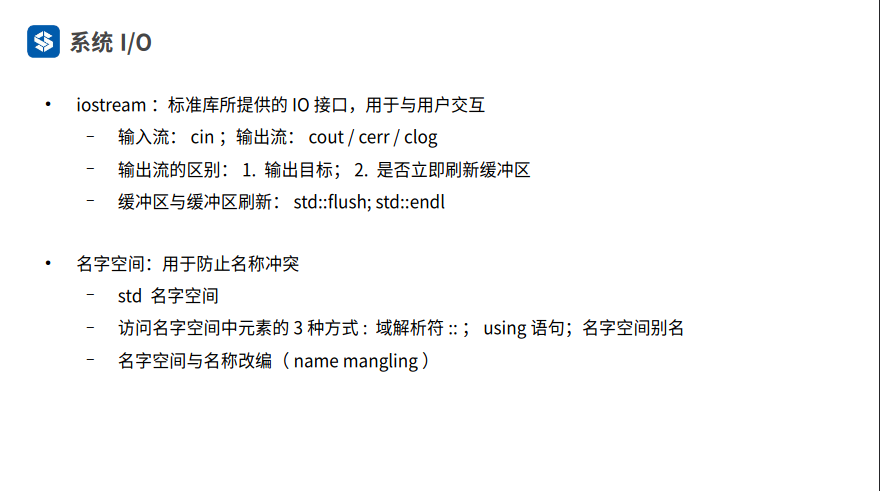 系统 I/O
• iostream ：标准库所提供的 IO 接口，用于与用户交互
– 输入流： cin ；输出流： cout / cerr / clog
– 输出流的区别： 1. 输出目标； 2. 是否立即刷新缓冲区
– 缓冲区与缓冲区刷新： std::flush; std::endl
• 名字空间：用于防止名称冲突
– std 名字空间
– 访问名字空间中元素的 3 种方式 : 域解析符 :: ； using 语句；名字空间别名
– 名字空间与名称改编（ name mangling ）